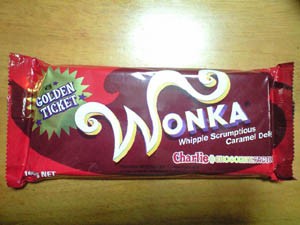 GOLDEN
TICKET
WONKA
Whipple Scrumptious
Caramel Deli
Charlie
NET